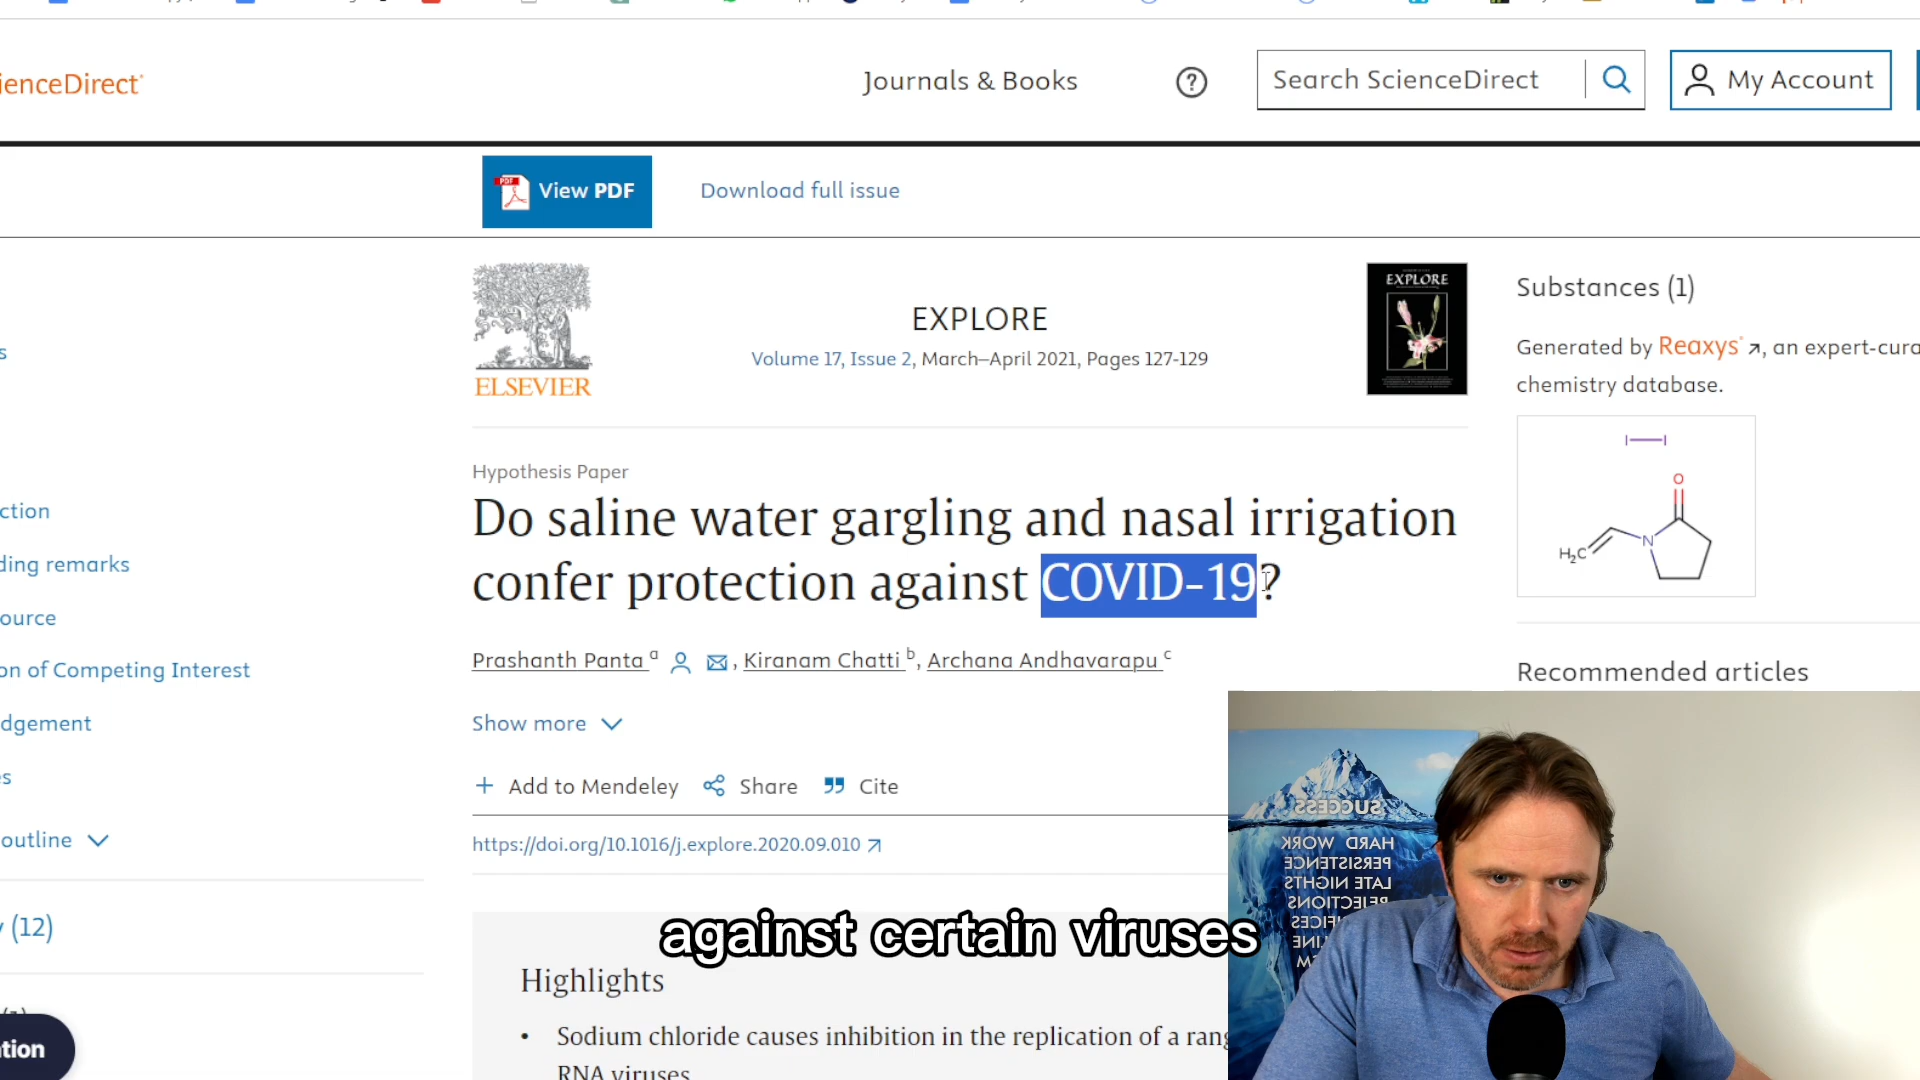 ienceDirect
Journals & Books
?
Search ScienceDirect
My Account
PDF
View PDF
Download full issue
ELSEVIER
EXPLORE
Volume 17, Issue 2, March–April 2021, Pages 127-129
EXPLORE
Substances (1)
Generated by Reaxys ↗, an expert-cura
chemistry database.
O
N
H₂C
Hypothesis Paper
Do saline water gargling and nasal irrigation
confer protection against COVID-19?
Prashanth Panta ᵃ, Kiranam Chatti ᵇ, Archana Andhavarapu ᶜ
Show more
+ Add to Mendeley Share Cite
https://doi.org/10.1016/j.explore.2020.09.010 ↗
Recommended articles
s
ction
ding remarks
ource
on of Competing Interest
dgement
s
outline
(12)
tion
against certain viruses
Highlights
• Sodium chloride causes inhibition in the replication of a rang
RNA viruses
SUCCESS
HARD WORK
PERSISTENCE
LATE NIGHTS
REJECTIONS